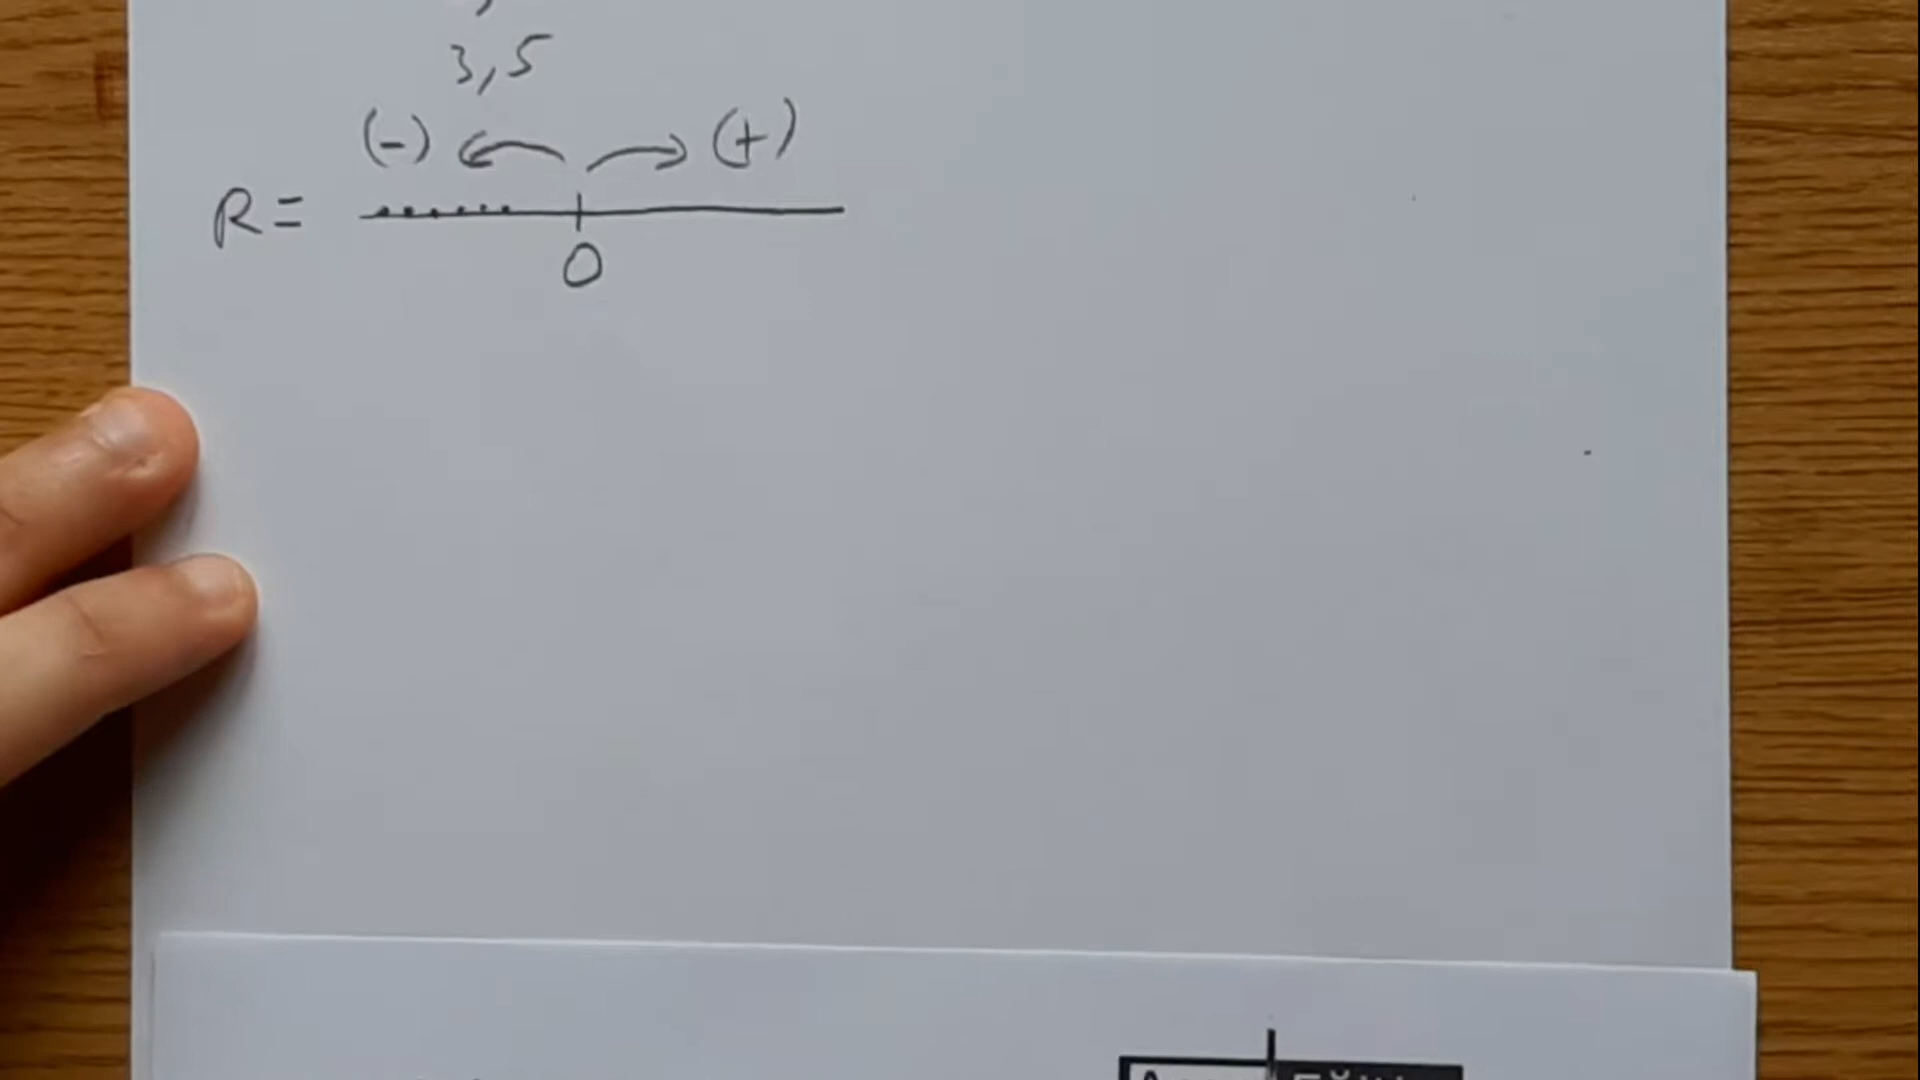 3,5
(-) (+)
R=
0